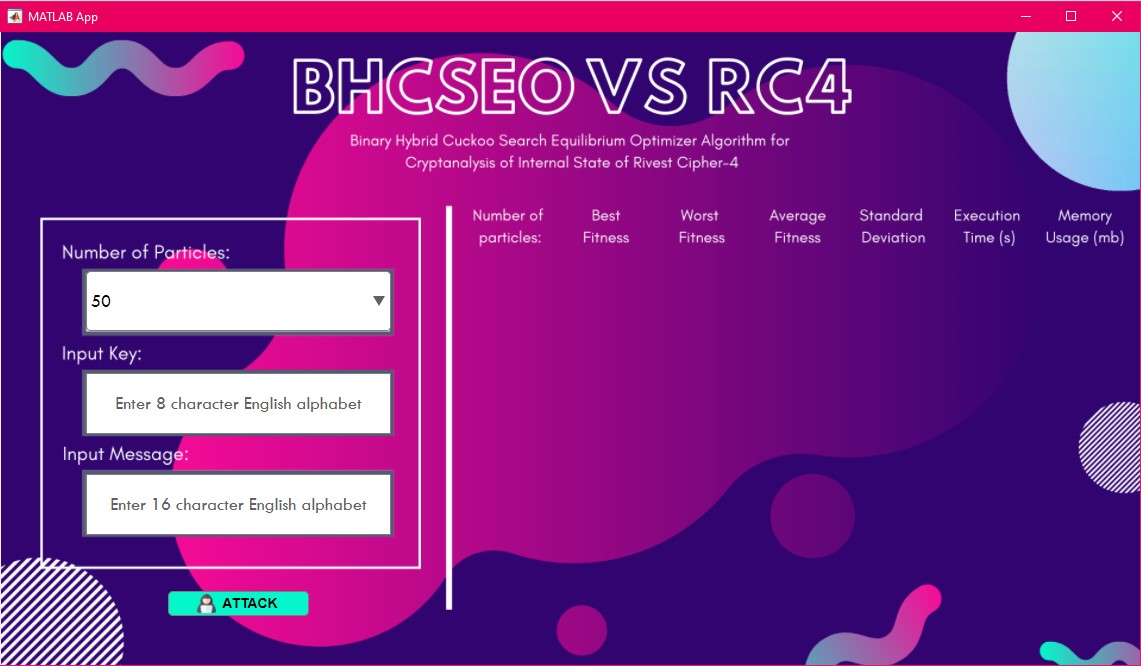 MATLAB App
BHCSEO VS RC4
Binary Hybrid Cuckoo Search Equilibrium Optimizer Algorithm for
Cryptanalysis of Internal State of Rivest Cipher-4
Number of Particles:
50
Input Key:
Enter 8 character English alphabet
Input Message:
Enter 16 character English alphabet
ATTACK
Number of Best Worst Average Standard Execution Memory
particles: Fitness Fitness Fitness Deviation Time (s) Usage (mb)